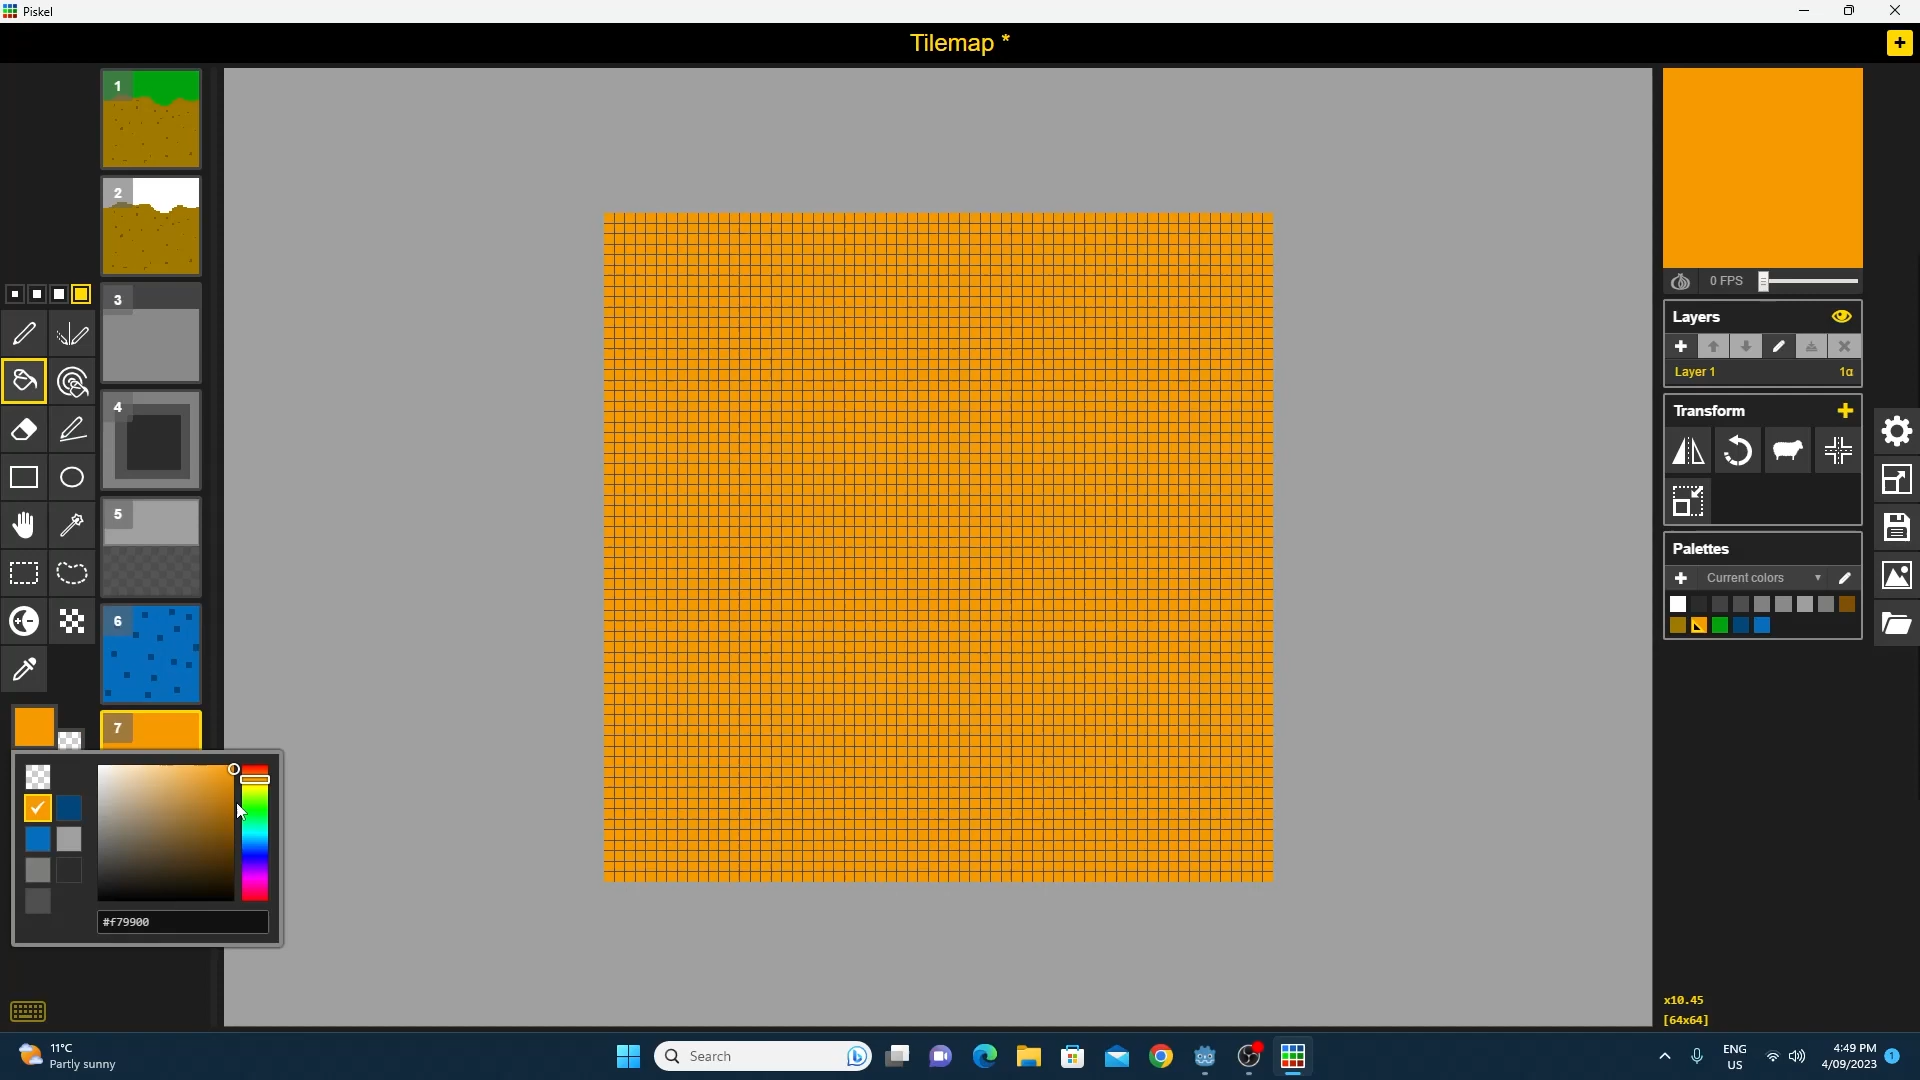 Piskel
Tilemap *
1
2
3
4
5
6
7
0 FPS
Layers
Layer 1
1α
Transform
Palettes
Current colors
#f79900
x10.45
[64x64]
11°C
Partly sunny
Search
ENG
US
4:49 PM
4/09/2023
1